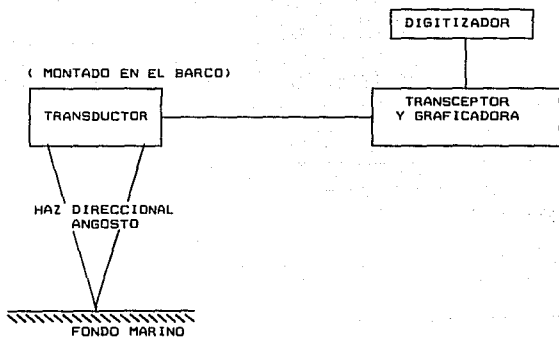 DIGITIZADOR
( MONTADO EN EL BARCO)
TRANSDUCTOR
TRANSCEPTOR
Y GRAFICADORA
HAZ DIRECCIONAL
ANGOSTO
FONDO MARINO